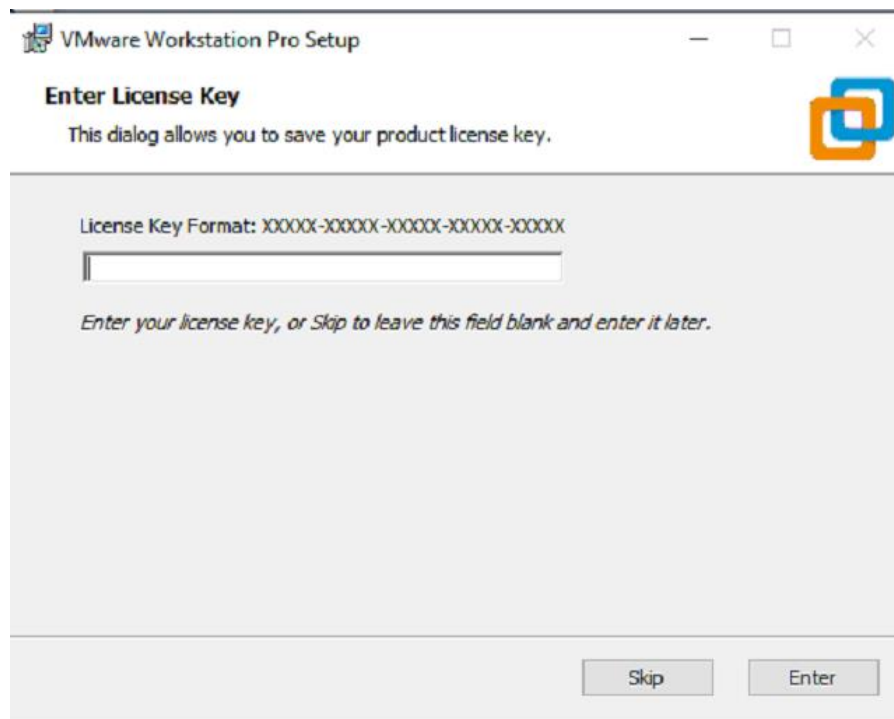 VMware Workstation Pro Setup
Enter License Key
This dialog allows you to save your product license key.
License Key Format: XXXXX-XXXXX-XXXXX-XXXXX-XXXXX
Enter your license key, or Skip to leave this field blank and enter it later.
Skip Enter